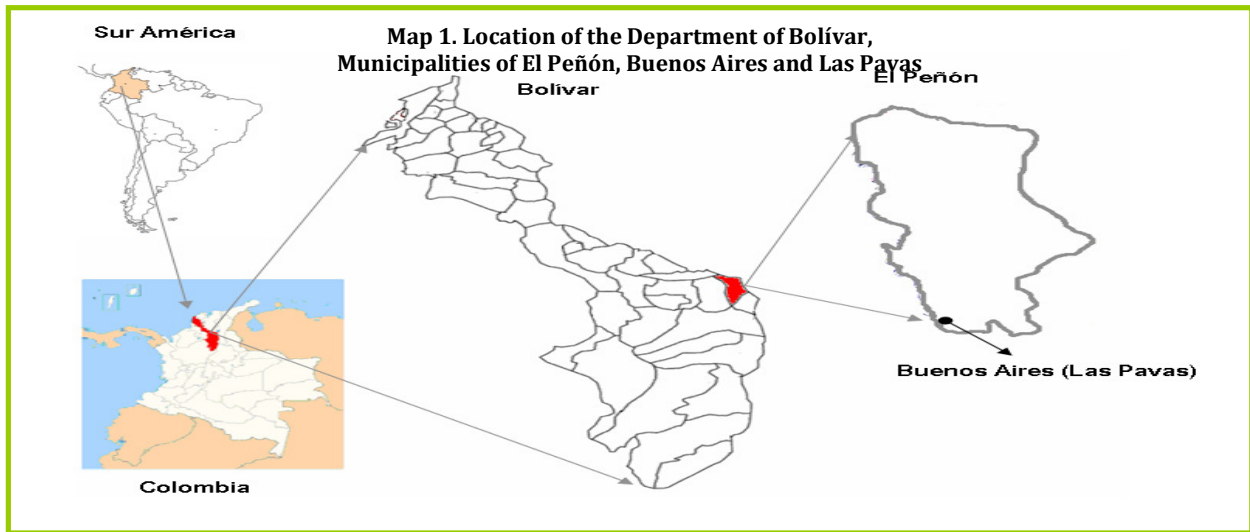 Sur América
Map 1. Location of the Department of Bolívar,
Municipalities of El Peñón, Buenos Aires and Las Pavas
Bolívar
El Peñón
Buenos Aires (Las Pavas)
Colombia